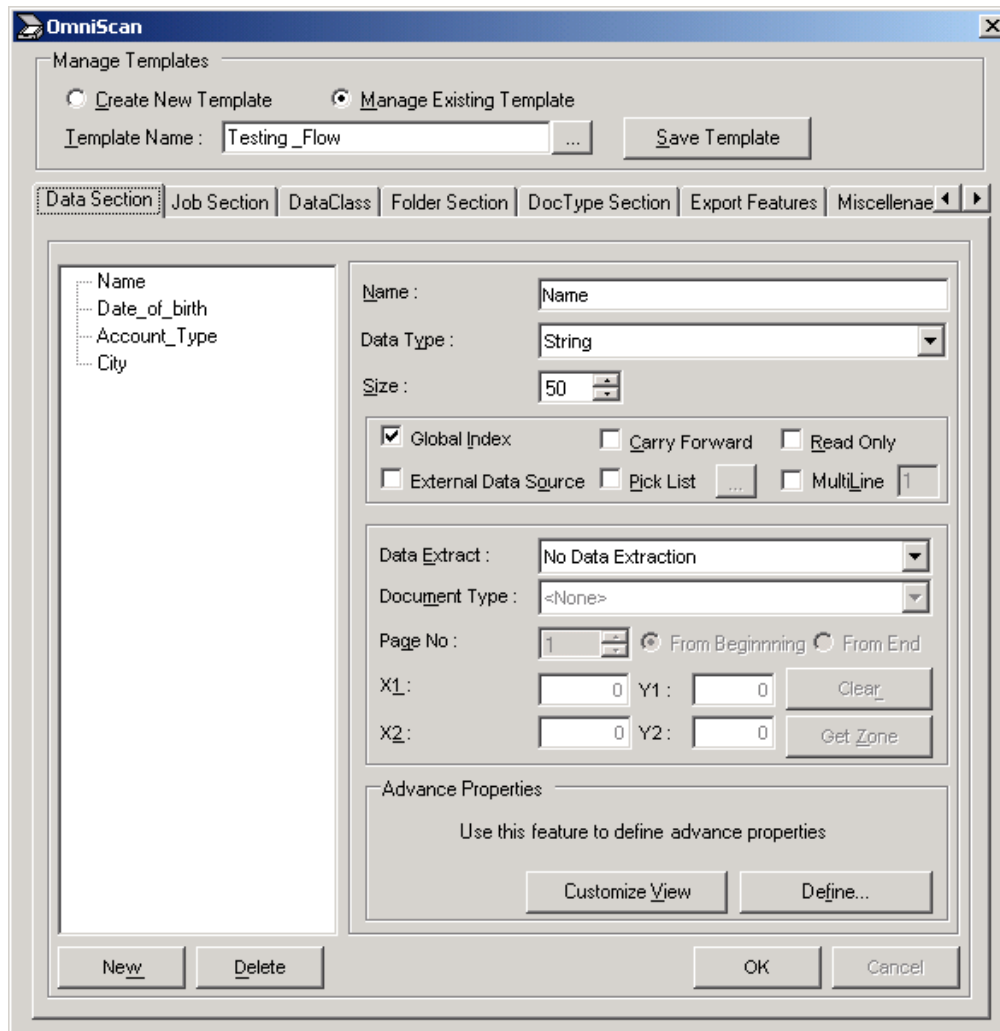 OmniScan
Manage Templates
Create New Template Manage Existing Template
Template Name : Testing _Flow ... Save Template
Data Section Job Section DataClass Folder Section DocType Section Export Features Miscellenae
Name
Date_of_birth
Account_Type
City
Name : Name
Data Type : String
Size : 50
Global Index Carry Forward Read Only
External Data Source Pick List ... MultiLine 1
Data Extract : No Data Extraction
Document Type : <None>
Page No : 1 From Beginnning From End
X1 : 0 Y1 : 0 Clear
X2 : 0 Y2 : 0 Get Zone
Advance Properties
Use this feature to define advance properties
Customize View Define...
New Delete OK Cancel